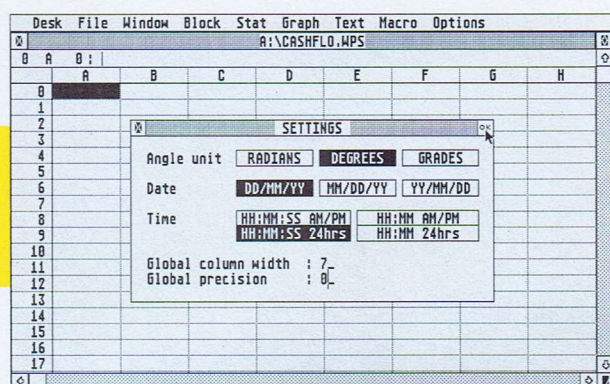 Desk File Window Block Stat Graph Text Macro Options
A:\CASHFLO.WPS
0 A 0:
A B C D E F G H
0
1
2
SETTINGS OK
3
4
Angle unit RADIANS DEGREES GRADES
5
6
Date DD/MM/YY MM/DD/YY YY/MM/DD
7
8
Time HH:MM:SS AM/PM HH:MM AM/PM
9
HH:MM:SS 24hrs HH:MM 24hrs
10
11
Global column width : 7_
12
Global precision : 0_
13
14
15
16
17